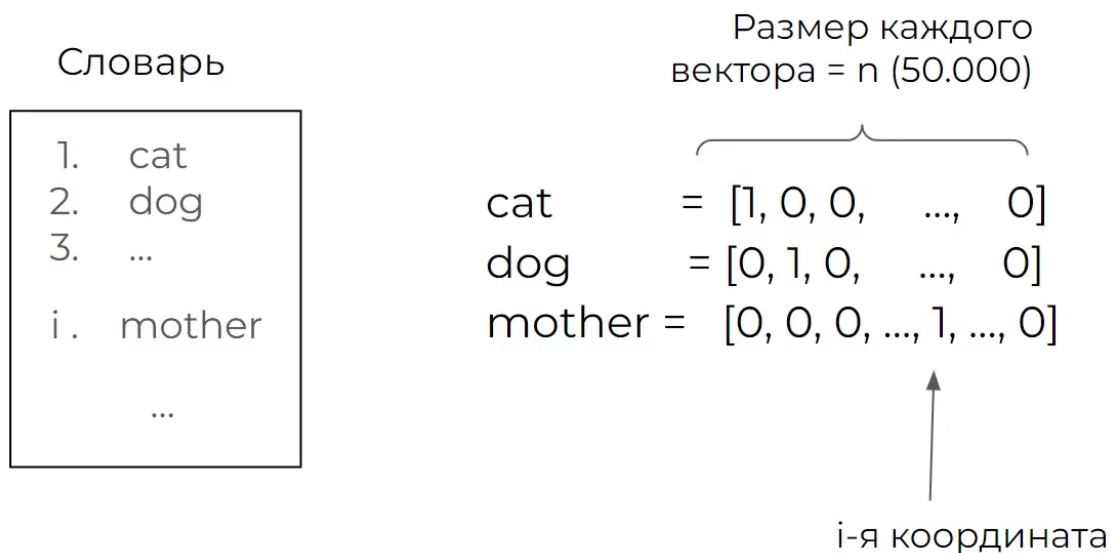 Словарь
1. cat
2. dog
3. ...
i. mother
...
Размер каждого
вектора = n (50.000)
cat = [1, 0, 0, ..., 0]
dog = [0, 1, 0, ..., 0]
mother = [0, 0, 0, ..., 1, ..., 0]
i-я координата